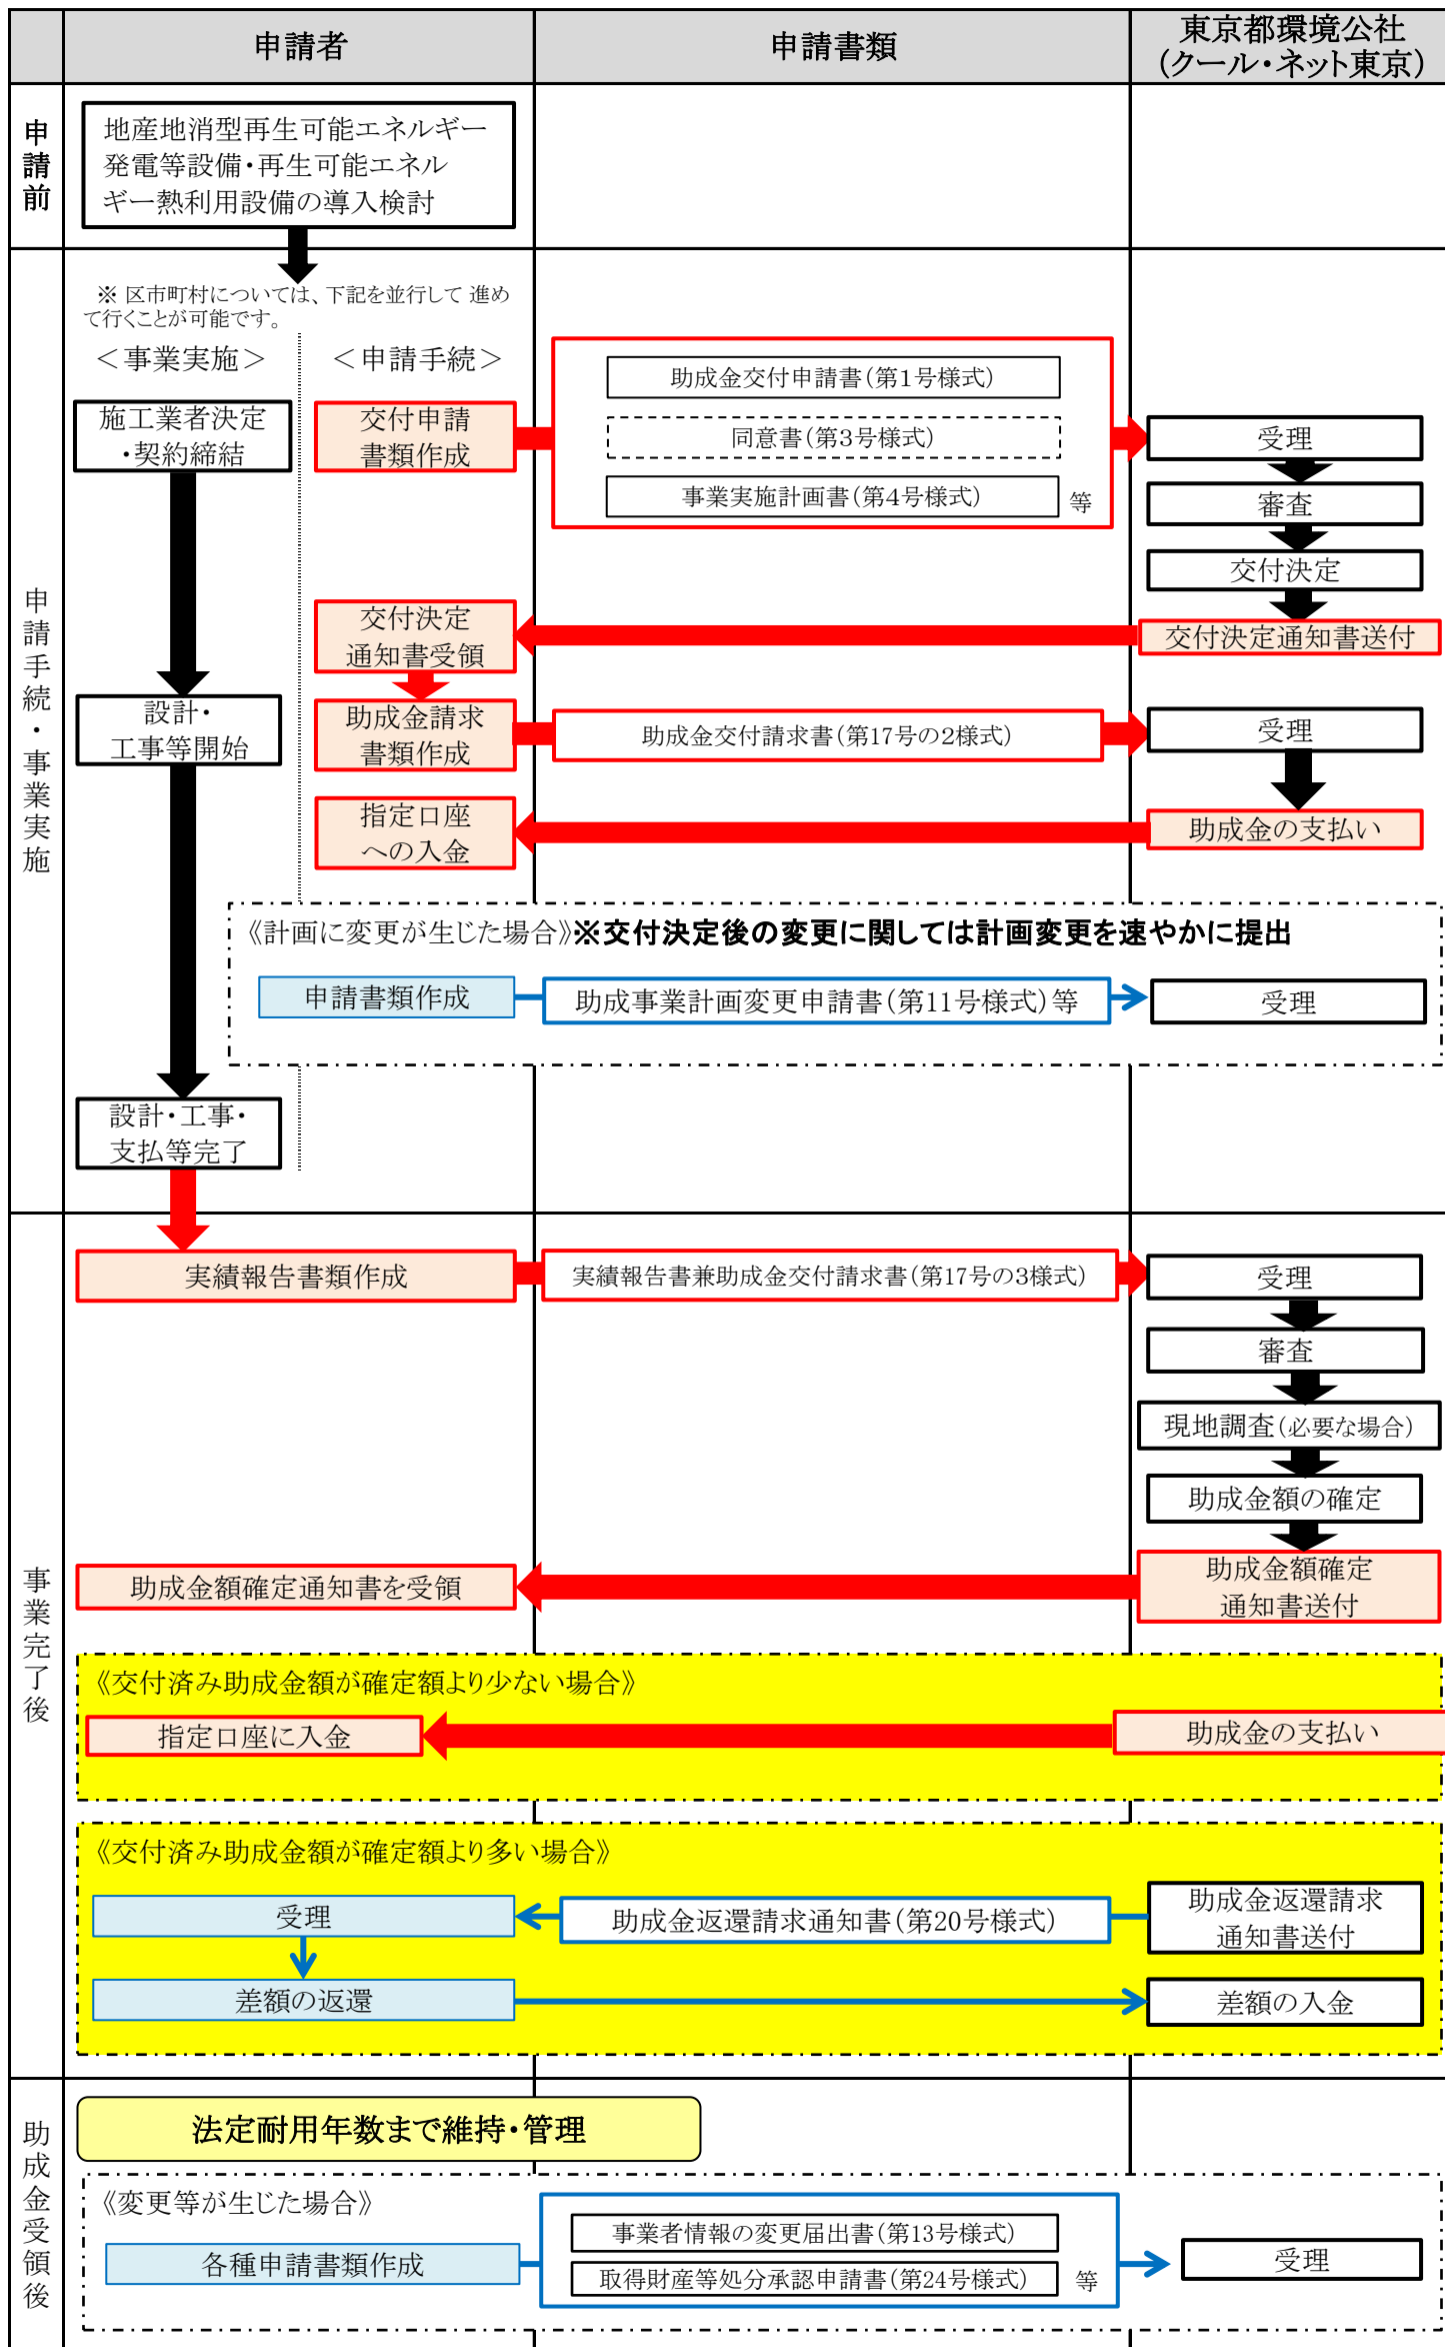 申請者
申請書類
東京都環境公社
(クール・ネット東京)
申請前
地産地消型再生可能エネルギー
発電等設備・再生可能エネル
ギー熱利用設備の導入検討
申請手続・事業実施
※ 区市町村については、下記を並行して 進め
て行くことが可能です。
＜事業実施＞
＜申請手続＞
施工業者決定
・契約締結
交付申請
書類作成
助成金交付申請書(第1号様式)
同意書(第3号様式)
事業実施計画書(第4号様式)
等
受理
審査
交付決定
交付決定通知書送付
交付決定
通知書受領
設計・
工事等開始
助成金請求
書類作成
助成金交付請求書(第17号の2様式)
受理
指定口座
への入金
助成金の支払い
《計画に変更が生じた場合》※交付決定後の変更に関しては計画変更を速やかに提出
申請書類作成
助成事業計画変更申請書(第11号様式)等
受理
設計・工事・
支払等完了
事業完了後
実績報告書類作成
実績報告書兼助成金交付請求書(第17号の3様式)
受理
審査
現地調査(必要な場合)
助成金額の確定
助成金額確定通知書を受領
助成金額確定
通知書送付
《交付済み助成金額が確定額より少ない場合》
指定口座に入金
助成金の支払い
《交付済み助成金額が確定額より多い場合》
受理
助成金返還請求通知書(第20号様式)
助成金返還請求
通知書送付
差額の返還
差額の入金
助成金受領後
法定耐用年数まで維持・管理
《変更等が生じた場合》
各種申請書類作成
事業者情報の変更届出書(第13号様式)
取得財産等処分承認申請書(第24号様式)
等
受理